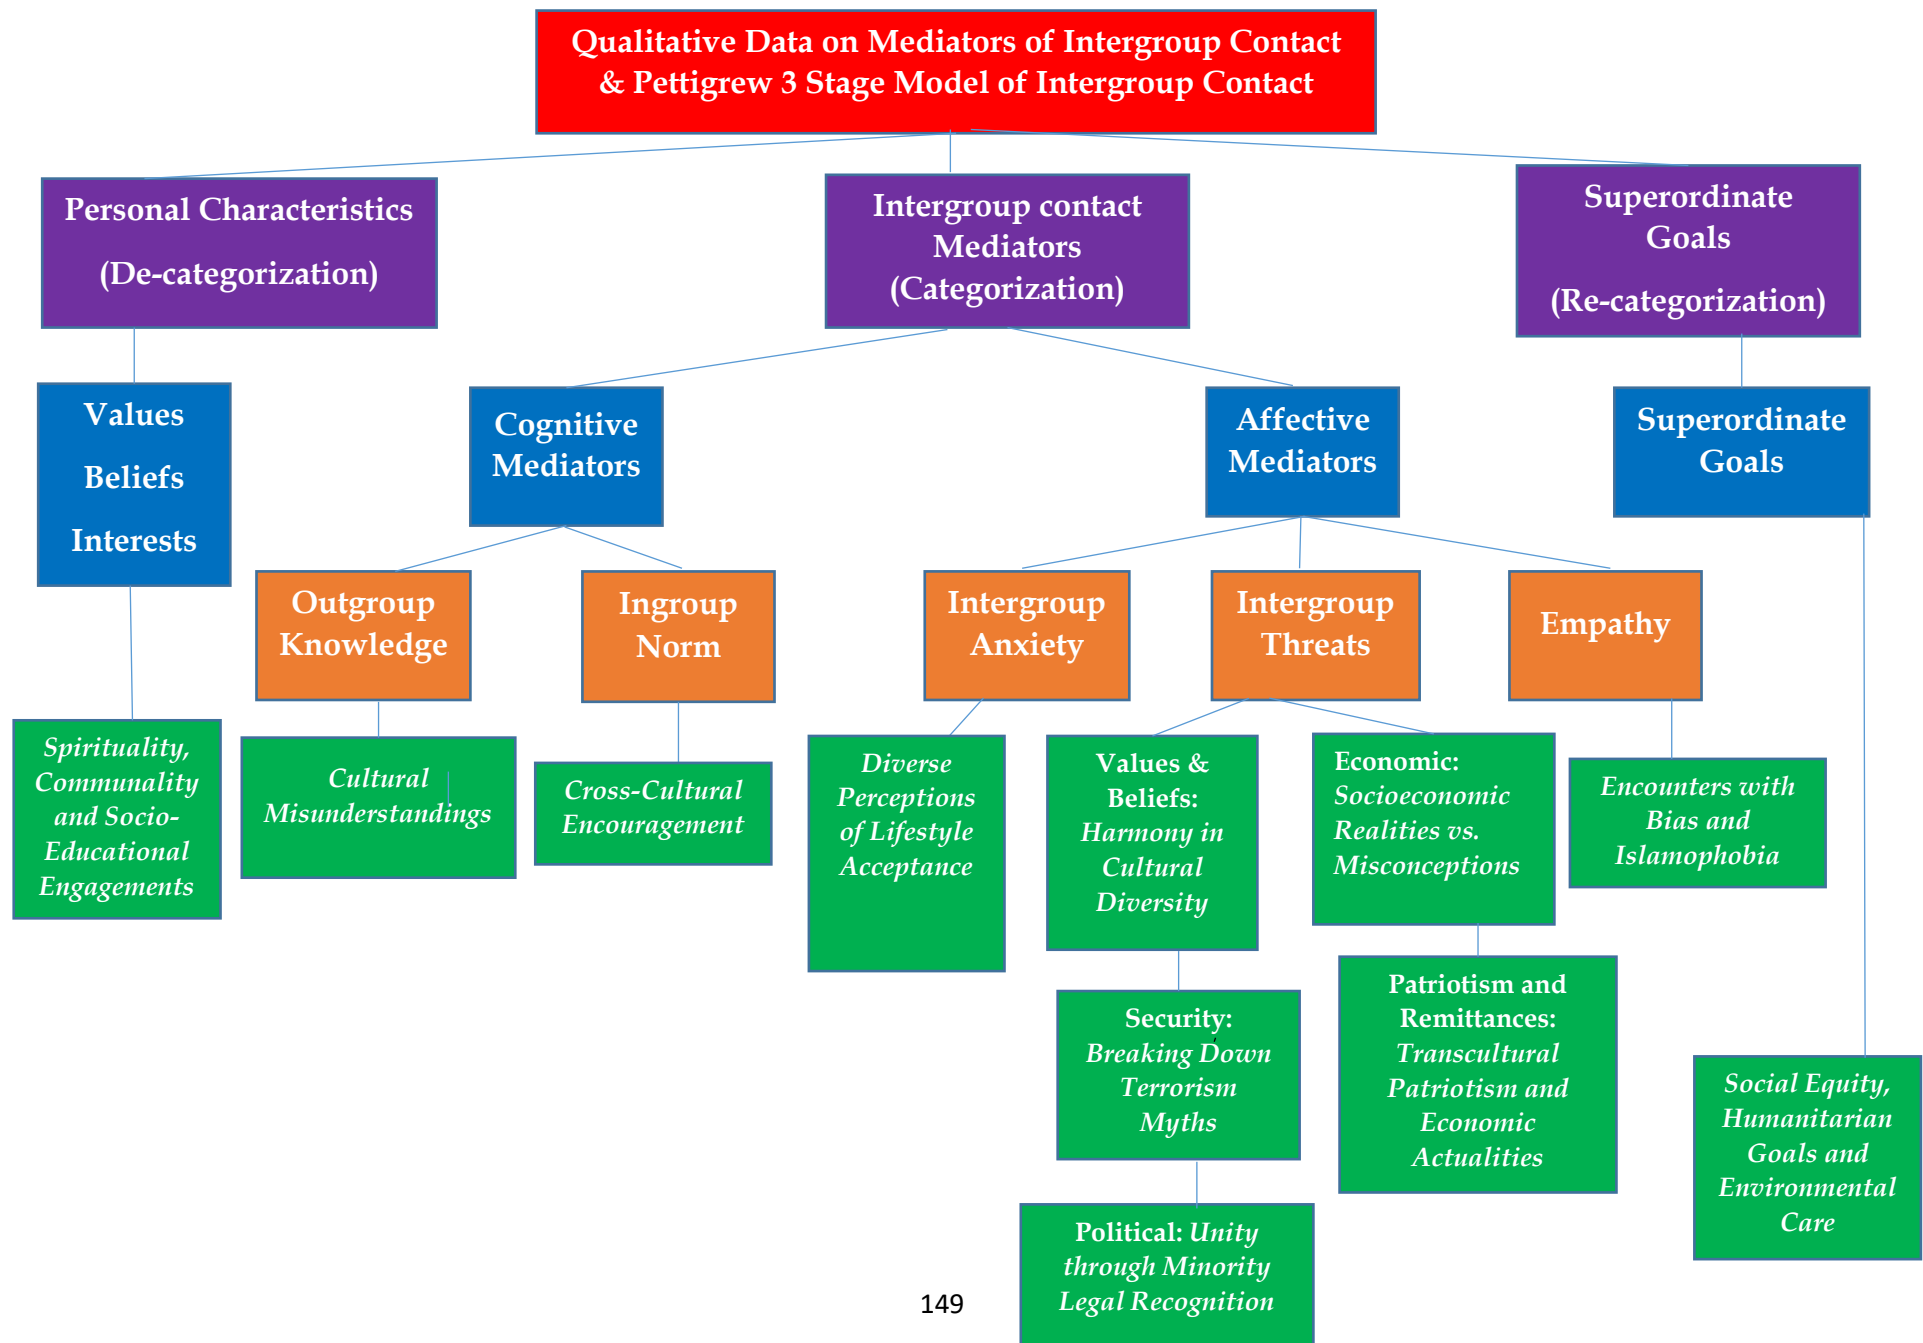 Qualitative Data on Mediators of Intergroup Contact
& Pettigrew 3 Stage Model of Intergroup Contact
Personal Characteristics
(De-categorization)
Intergroup contact
Mediators
(Categorization)
Superordinate
Goals
(Re-categorization)
Values
Beliefs
Interests
Cognitive
Mediators
Affective
Mediators
Superordinate
Goals
Outgroup
Knowledge
Ingroup
Norm
Intergroup
Anxiety
Intergroup
Threats
Empathy
Spirituality,
Communality
and Socio-
Educational
Engagements
Cultural
Misunderstandings
Cross-Cultural
Encouragement
Diverse
Perceptions
of Lifestyle
Acceptance
Values &
Beliefs:
Harmony in
Cultural
Diversity
Economic:
Socioeconomic
Realities vs.
Misconceptions
Encounters with
Bias and
Islamophobia
Security:
Breaking Down
Terrorism
Myths
Patriotism and
Remittances:
Transcultural
Patriotism and
Economic
Actualities
Social Equity,
Humanitarian
Goals and
Environmental
Care
Political: Unity
through Minority
Legal Recognition
149